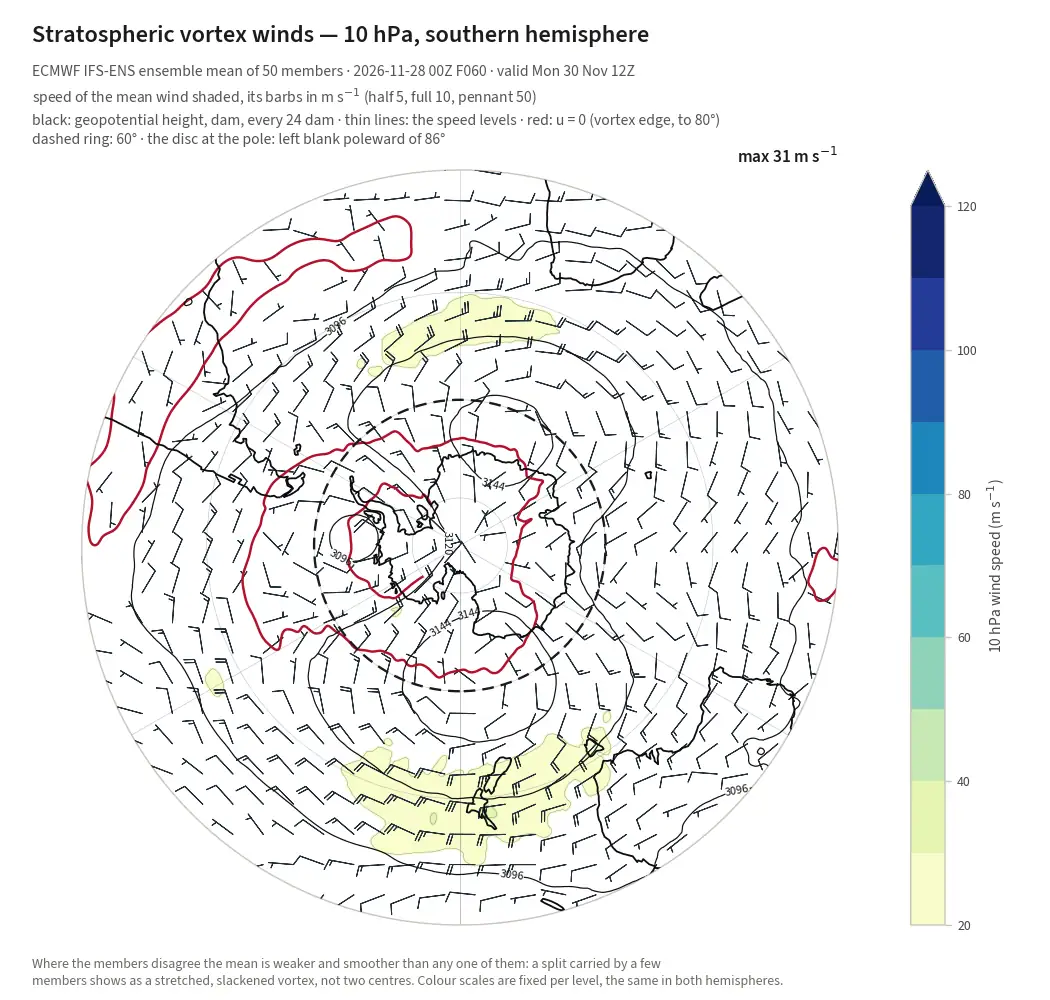 Stratospheric vortex winds — 10 hPa, southern hemisphere
ECMWF IFS-ENS ensemble mean of 50 members · 2026-11-28 00Z F060 · valid Mon 30 Nov 12Z
speed of the mean wind shaded, its barbs in m s⁻¹ (half 5, full 10, pennant 50)
black: geopotential height, dam, every 24 dam · thin lines: the speed levels · red: u = 0 (vortex edge, to 80°)
dashed ring: 60° · the disc at the pole: left blank poleward of 86°
max 31 m s⁻¹
120
100
80
60
40
20
10 hPa wind speed (m s⁻¹)
3096
3144
3120
3096
3144
3144
3096
3096
Where the members disagree the mean is weaker and smoother than any one of them: a split carried by a few
members shows as a stretched, slackened vortex, not two centres. Colour scales are fixed per level, the same in both hemispheres.